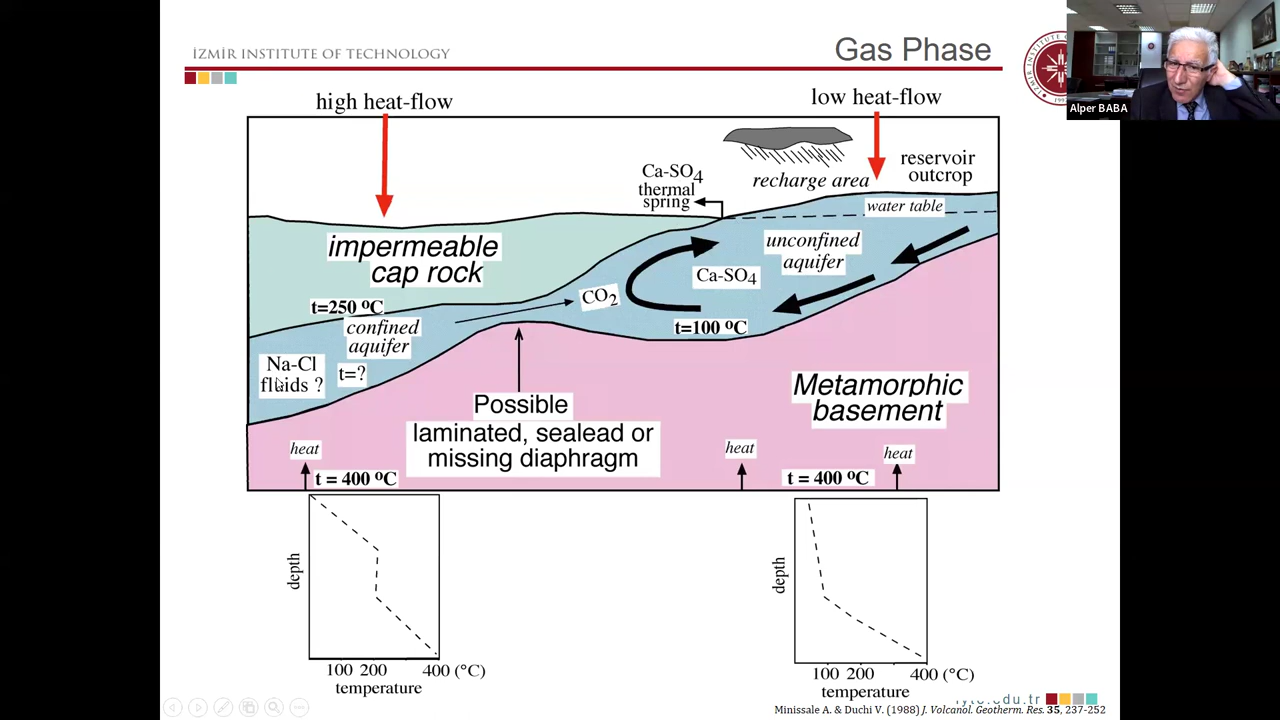 İZMİR INSTITUTE OF TECHNOLOGY
Gas Phase
Alper BABA
high heat-flow
low heat-flow
Ca-SO4
thermal
spring
recharge area
reservoir
outcrop
water table
impermeable
cap rock
unconfined
aquifer
Ca-SO4
CO2
t=250 ºC
confined
aquifer
t=100 ºC
Na-Cl
fluids ?
t=?
Possible
laminated, sealead or
missing diaphragm
Metamorphic
basement
heat
heat
heat
t = 400 ºC
t = 400 ºC
depth
100 200 400 (°C)
temperature
depth
100 200 400 (°C)
temperature
iyte.edu.tr
Minissale A. & Duchi V. (1988) J. Volcanol. Geotherm. Res. 35, 237-252